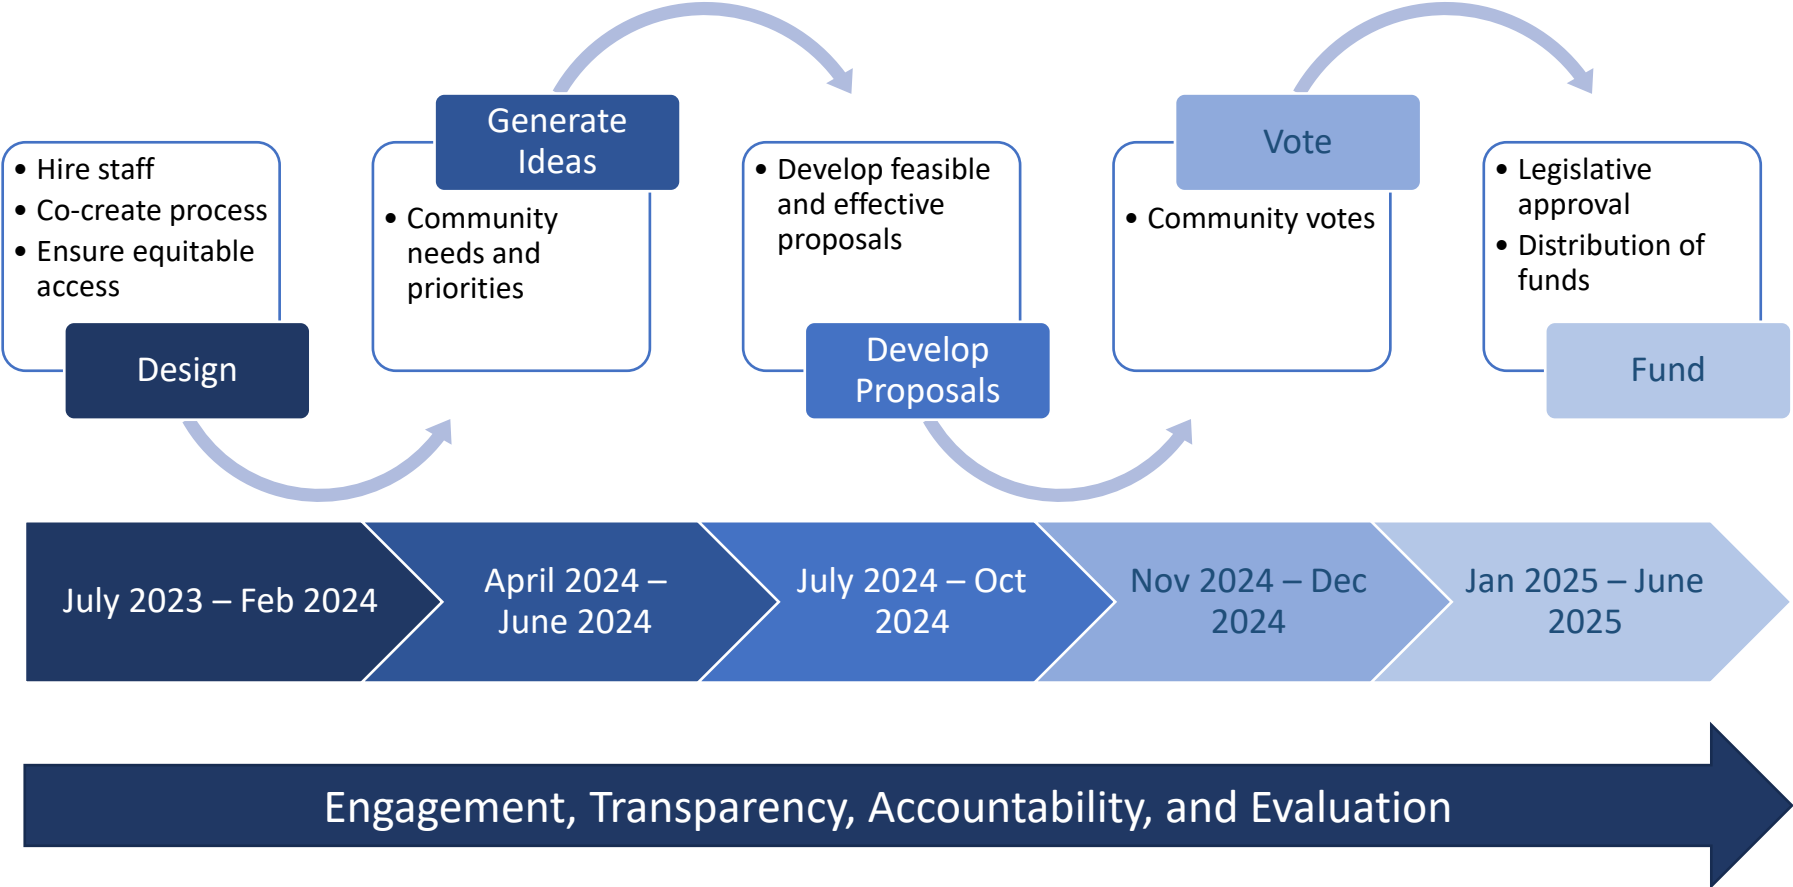 • Hire staff
• Co-create process
• Ensure equitable
access
Design
Generate
Ideas
• Community
needs and
priorities
• Develop feasible
and effective
proposals
Develop
Proposals
Vote
• Community votes
• Legislative
approval
• Distribution of
funds
Fund
July 2023 – Feb 2024
April 2024 –
June 2024
July 2024 – Oct
2024
Nov 2024 – Dec
2024
Jan 2025 – June
2025
Engagement, Transparency, Accountability, and Evaluation